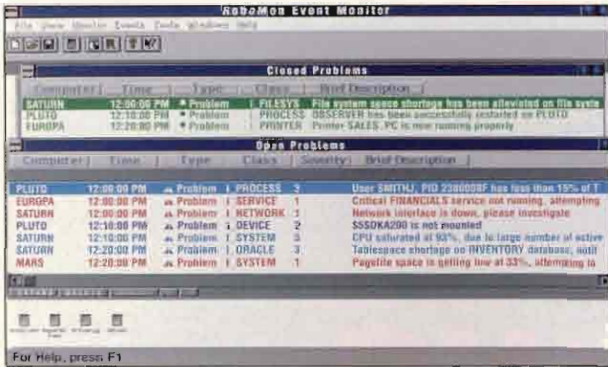 RoboMon Event Monitor
File View Monitor Events Tools Windows Help
Closed Problems
Computer Time Type Class Brief Description
SATURN 12:00:00 PM Problem FILESYS File system space shortage has been alleviated on file syste
PLUTO 12:10:00 PM Problem PROCESS OBSERVER has been successfully restarted on PLUTO
EUROPA 12:20:00 PM Problem PRINTER Printer SALES_PC is now running properly
Open Problems
Computer Time Type Class Severity Brief Description
PLUTO 12:00:00 PM Problem PROCESS 3 User SMITHJ, PID has less than 15% of T
EUROPA 12:00:00 PM Problem SERVICE 1 Critical FINANCIALS service not running, attempting
SATURN 12:00:00 PM Problem NETWORK 1 Network interface is down, please investigate
PLUTO 12:10:00 PM Problem DEVICE 2 is not mounted
SATURN 12:10:00 PM Problem SYSTEM 3 CPU saturated at 93%, due to large number of active
SATURN 12:20:00 PM Problem ORACLE 3 Tablespace shortage on INVENTORY database, notif
MARS 12:20:00 PM Problem SYSTEM 1 Pagefile space is getting low at 33%, attempting to
For Help, press F1